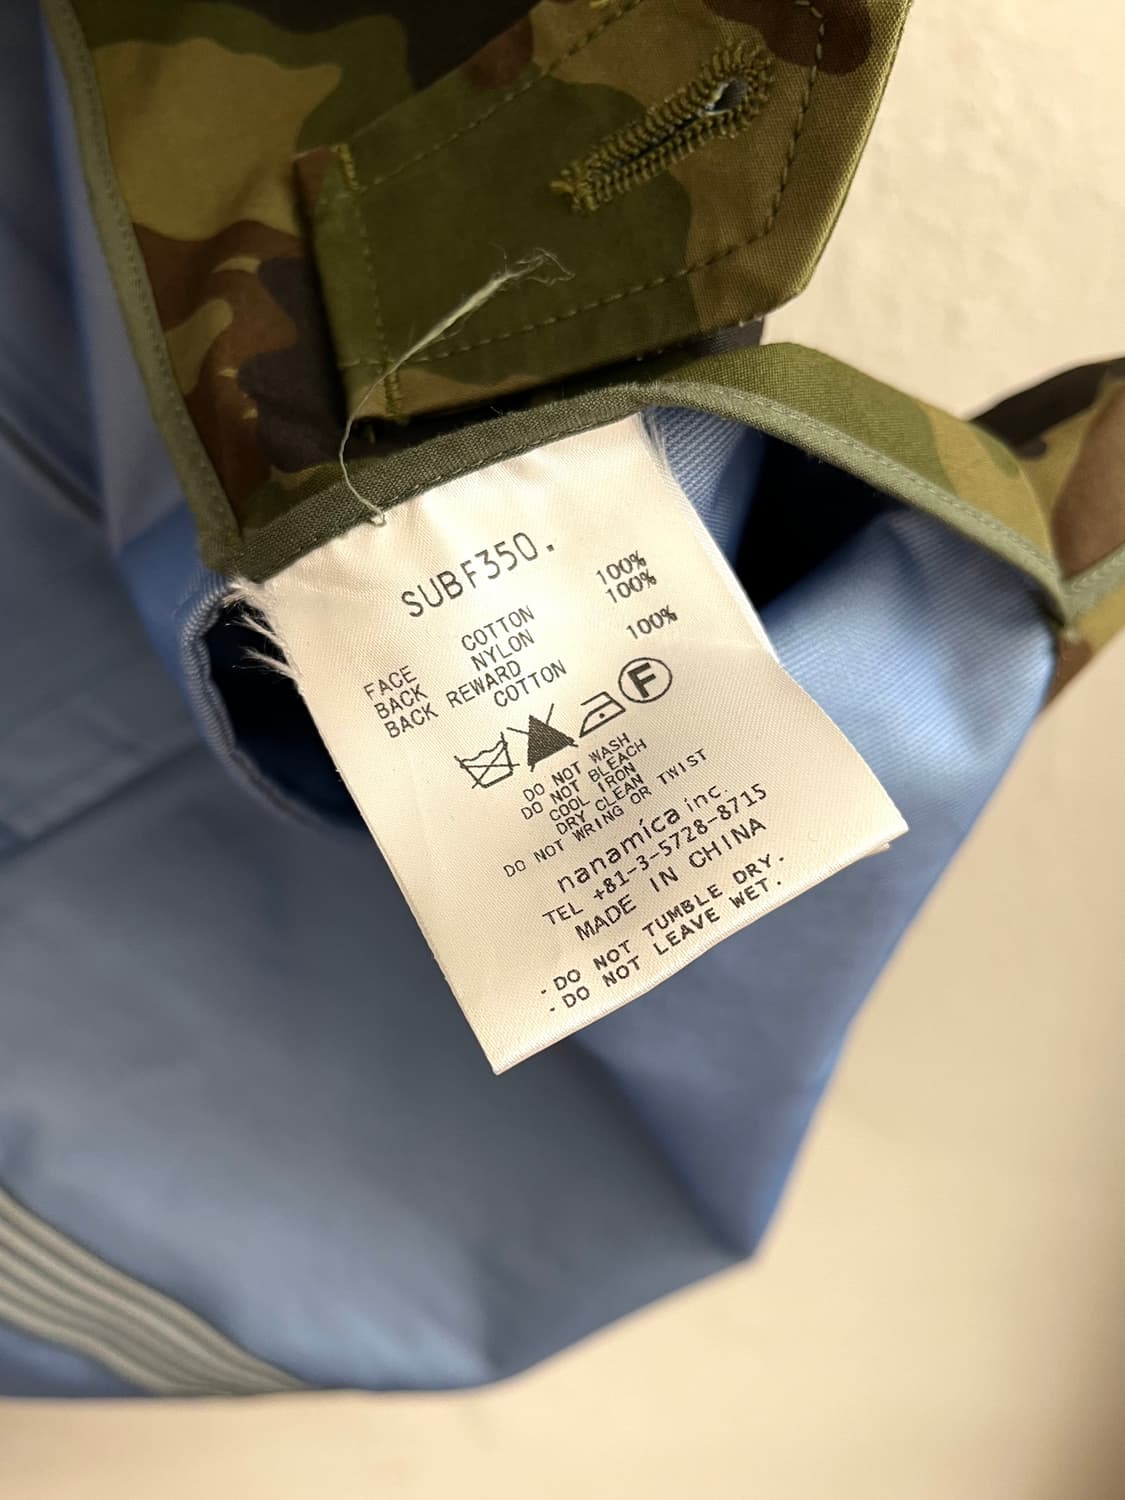 SUBF350.
FACE COTTON 100%
BACK NYLON 100%
BACK REWARD
COTTON 100%
F
DO NOT WASH
DO NOT BLEACH
COOL IRON
DRY CLEAN
DO NOT WRING OR TWIST
nanamica inc.
TEL +81-3-5728-8715
MADE IN CHINA
-DO NOT TUMBLE DRY.
-DO NOT LEAVE WET.